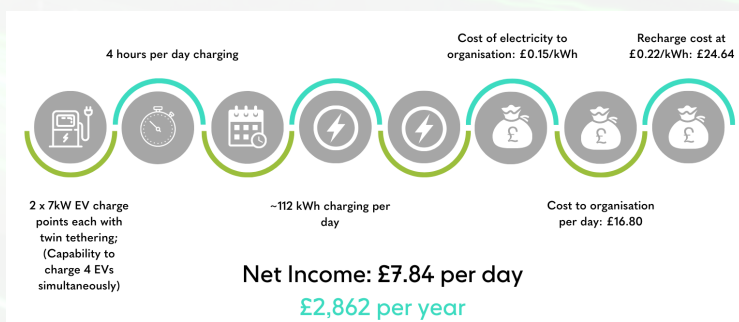 4 hours per day charging
Cost of electricity to
organisation: £0.15/kWh
Recharge cost at
£0.22/kWh: £24.64
£
£
£
2 x 7kW EV charge
points each with
twin tethering;
(Capability to
charge 4 EVs
simultaneously)
~112 kWh charging per
day
Cost to organisation
per day: £16.80
Net Income: £7.84 per day
£2,862 per year